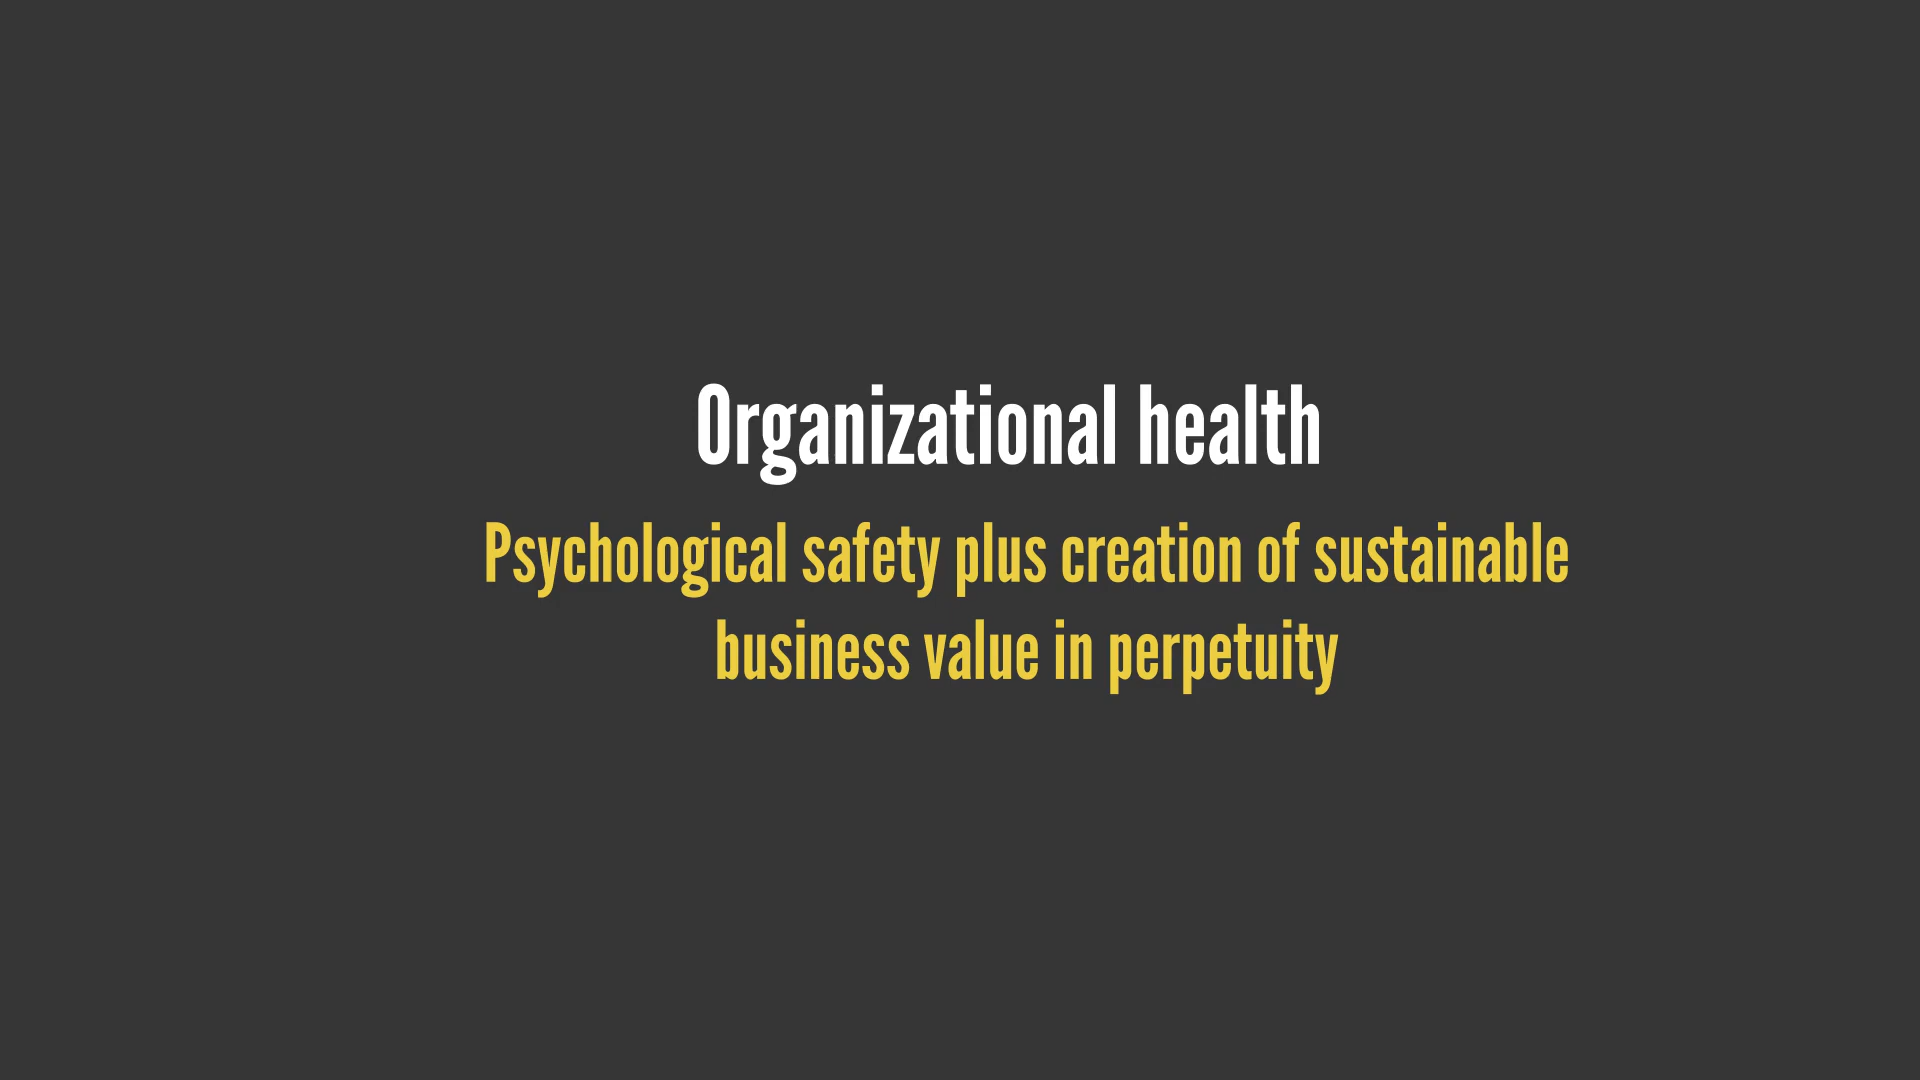 Organizational health
Psychological safety plus creation of sustainable
business value in perpetuity